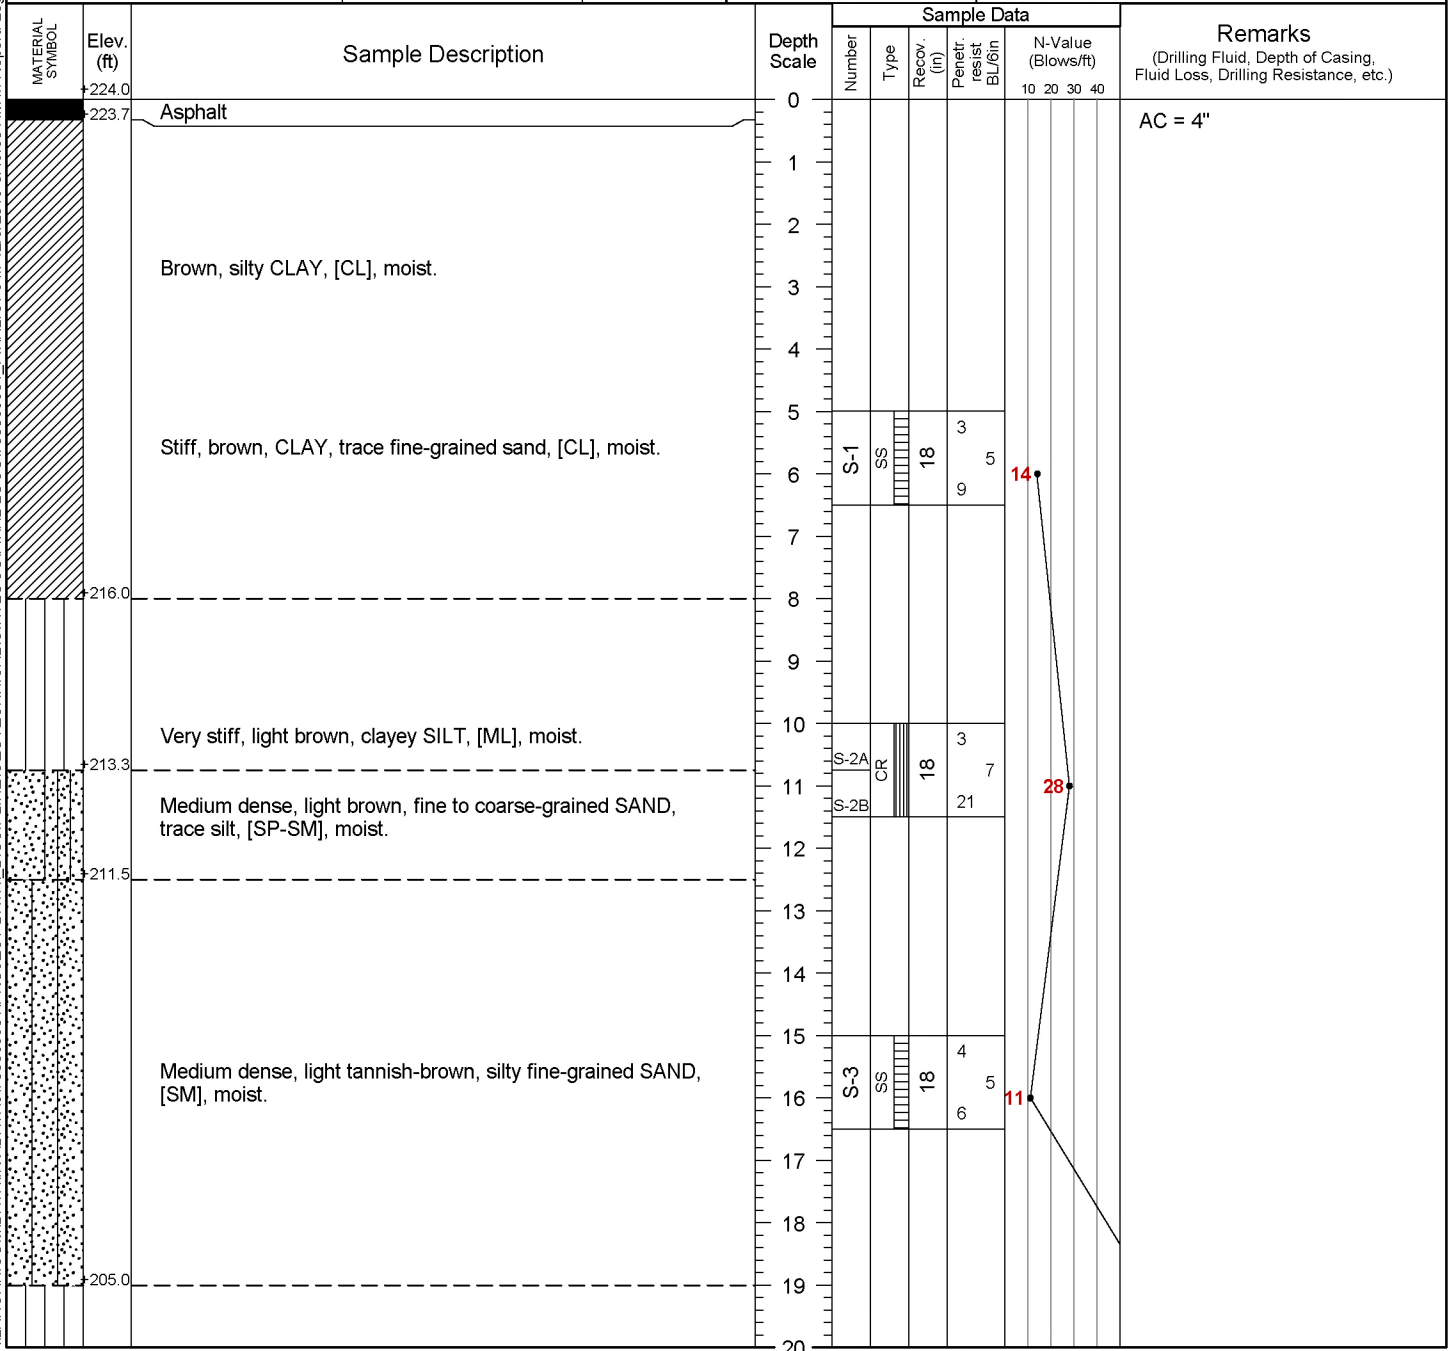 Sample Data
MATERIAL
SYMBOL
Elev.
(ft)
Sample Description
Depth
Scale
Number
Type
Recov.
(in)
Penetr.
resist
BL/6in
N-Value
(Blows/ft)
10 20 30 40
Remarks
(Drilling Fluid, Depth of Casing,
Fluid Loss, Drilling Resistance, etc.)
+224.0
0
+223.7
Asphalt
AC = 4"
1
2
Brown, silty CLAY, [CL], moist.
3
4
5
3
Stiff, brown, CLAY, trace fine-grained sand, [CL], moist.
S-1
SS
18
5
6
14
9
7
+216.0
8
9
10
3
Very stiff, light brown, clayey SILT, [ML], moist.
S-2A
+213.3
CR
18
7
11
28
Medium dense, light brown, fine to coarse-grained SAND,
trace silt, [SP-SM], moist.
S-2B
21
12
+211.5
13
14
15
4
Medium dense, light tannish-brown, silty fine-grained SAND,
[SM], moist.
S-3
SS
18
5
16
11
6
17
18
+205.0
19
20